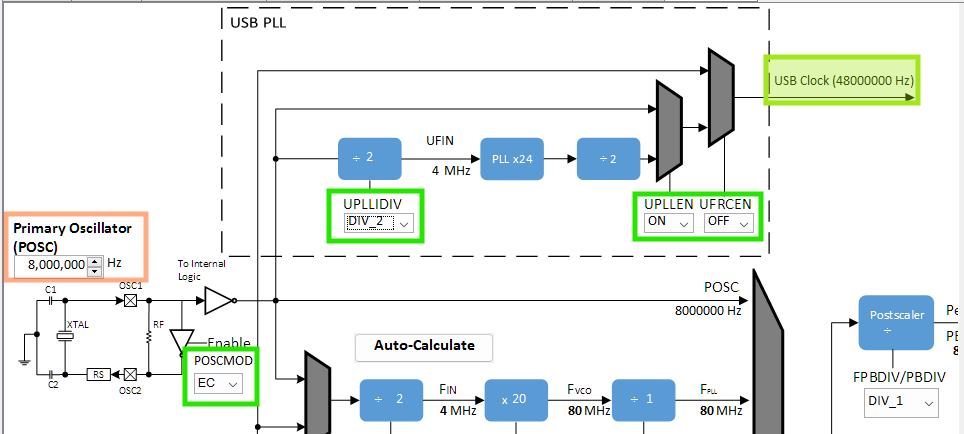 USB PLL
USB Clock (48000000 Hz)
÷ 2
UFIN
4 MHz
PLL x24
÷ 2
UPLLIDIV
DIV_2
UPLLEN UFRCEN
ON
OFF
Primary Oscillator
(POSC)
8,000,000 Hz
To Internal
Logic
C1
OSC1
XTAL
RF
Enable
RS
C2
OSC2
POSCMOD
EC
POSC
8000000 Hz
Auto-Calculate
÷ 2
FIN
4 MHz
x 20
FVCO
80 MHz
÷ 1
FPLL
80 MHz
Postscaler
÷
FPBDIV/PBDIV
DIV_1